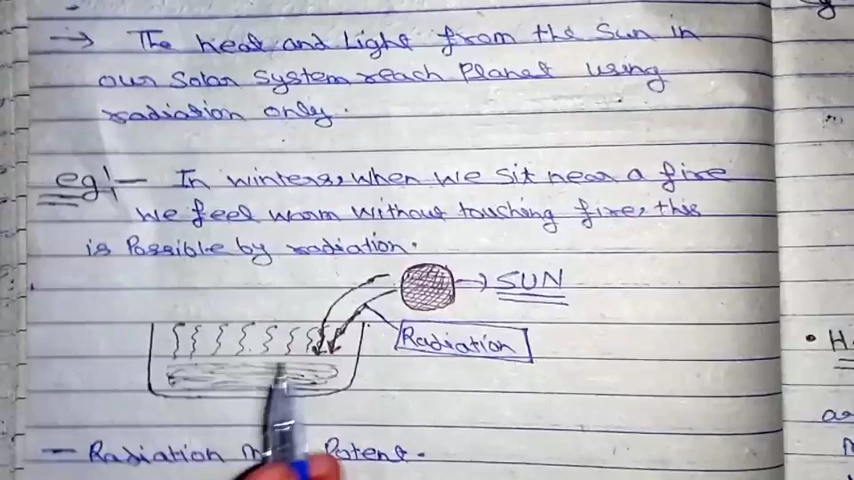 → The heat and Light from the Sun in
our Solar System reach Planet using
radiation only.
eg:- In winters, when we sit near a fire
we feel warm without touching fire, this
is Possible by radiation.
→ SUN
Radiation
- Radiation Potent.
• H